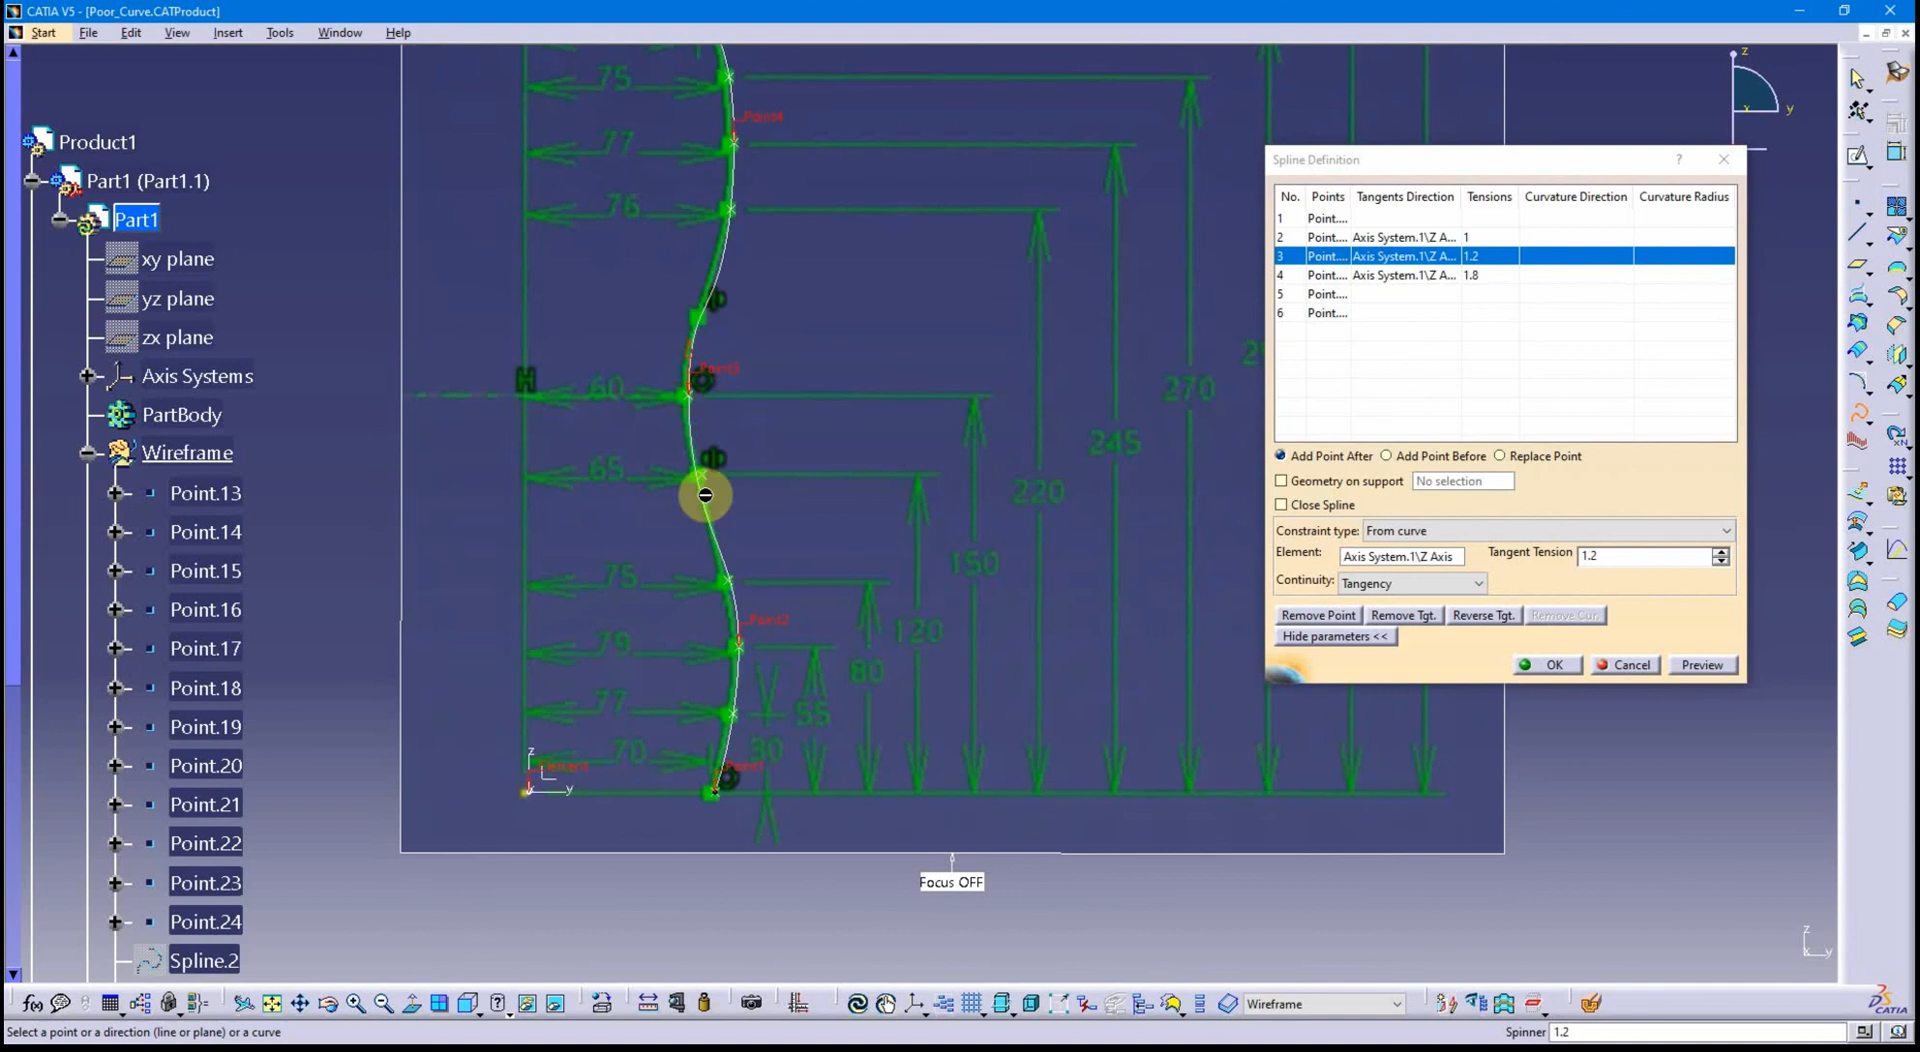 CATIA V5 - [Poor_Curve.CATProduct]
Start File Edit View Insert Tools Window Help
Product1
Part1 (Part1.1)
Part1
xy plane
yz plane
zx plane
Axis Systems
PartBody
Wireframe
Point.13
Point.14
Point.15
Point.16
Point.17
Point.18
Point.19
Point.20
Point.21
Point.22
Point.23
Point.24
Spline.2
75
Point4
77
76
Point3
H
60
65
75
Point2
79
77
70
Point1
Element
z
y
30
55
80
120
150
220
245
270
Focus OFF
z
x
y
Spline Definition
No. Points Tangents Direction Tensions Curvature Direction Curvature Radius
1 Point....
2 Point.... Axis System.1\Z A... 1
3 Point.... Axis System.1\Z A... 1.2
4 Point.... Axis System.1\Z A... 1.8
5 Point....
6 Point....
Add Point After Add Point Before Replace Point
Geometry on support No selection
Close Spline
Constraint type: From curve
Element: Axis System.1\Z Axis Tangent Tension 1.2
Continuity: Tangency
Remove Point Remove Tgt. Reverse Tgt. Remove Cur.
Hide parameters <<
OK Cancel Preview
z
x y
f(x)
Wireframe
CATIA
Select a point or a direction (line or plane) or a curve
Spinner 1.2